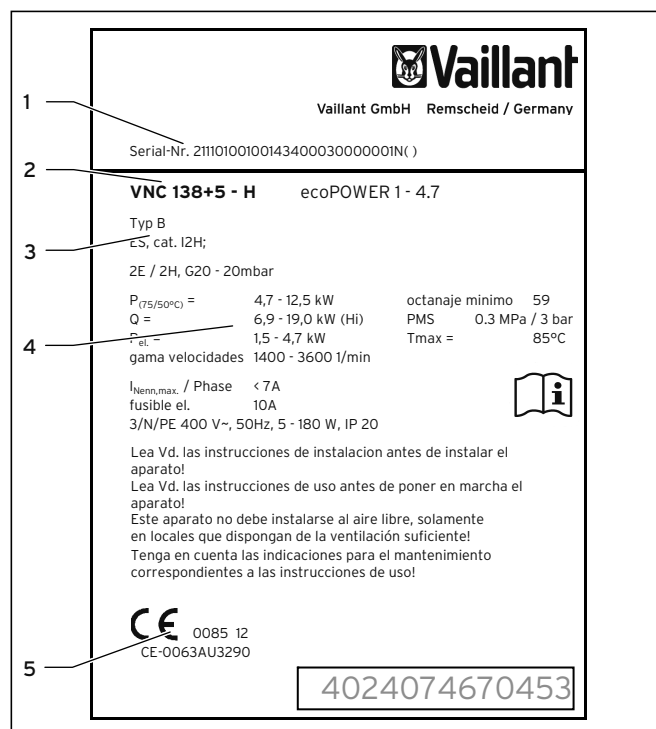 Vaillant
Vaillant GmbH Remscheid / Germany
1
Serial-Nr. 21110100100143400030000001N( )
2
VNC 138+5 - H ecoPOWER 1 - 4.7
Typ B
3
ES, cat. I2H;
2E / 2H, G20 - 20mbar
P(75/50ºC) = 4,7 - 12,5 kW octanaje minimo 59
Q = 6,9 - 19,0 kW (Hi) PMS 0.3 MPa / 3 bar
4
Pel. = 1,5 - 4,7 kW Tmax = 85ºC
gama velocidades 1400 - 3600 1/min
INenn,max. / Phase < 7A
fusible el. 10A
3/N/PE 400 V~, 50Hz, 5 - 180 W, IP 20
i
Lea Vd. las instrucciones de instalacion antes de instalar el
aparato!
Lea Vd. las instrucciones de uso antes de poner en marcha el
aparato!
Este aparato no debe instalarse al aire libre, solamente
en locales que dispongan de la ventilación suficiente!
Tenga en cuenta las indicaciones para el mantenimiento
correspondientes a las instrucciones de uso!
CE 0085 12
CE-0063AU3290
5
4024074670453